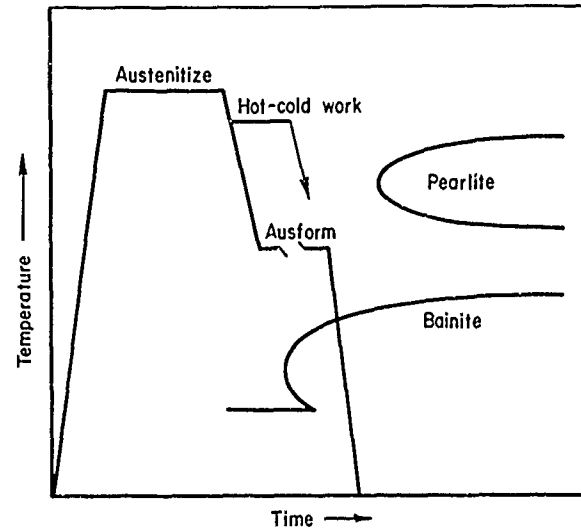 Austenitize
Hot-cold work
Pearlite
Ausform
Bainite
Temperature
Time